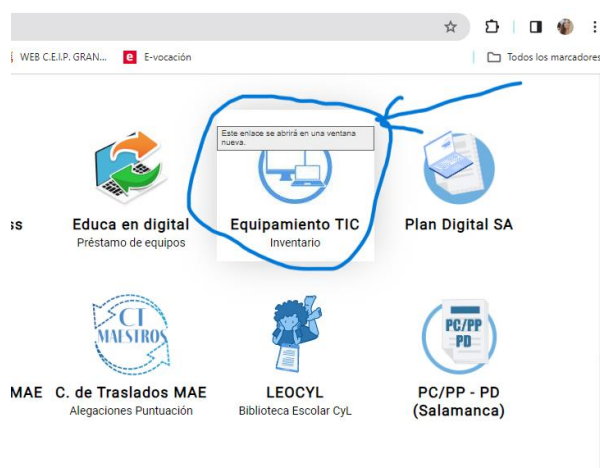 WEB C.E.I.P. GRAN...
e
E-vocación
Todos los marcadores
Este enlace se abrirá en una ventana
nueva.
ss
Educa en digital
Préstamo de equipos
Equipamiento TIC
Inventario
Plan Digital SA
CT
MAESTROS
PC/PP
PD
MAE
C. de Traslados MAE
Alegaciones Puntuación
LEOCYL
Biblioteca Escolar CyL
PC/PP - PD
(Salamanca)